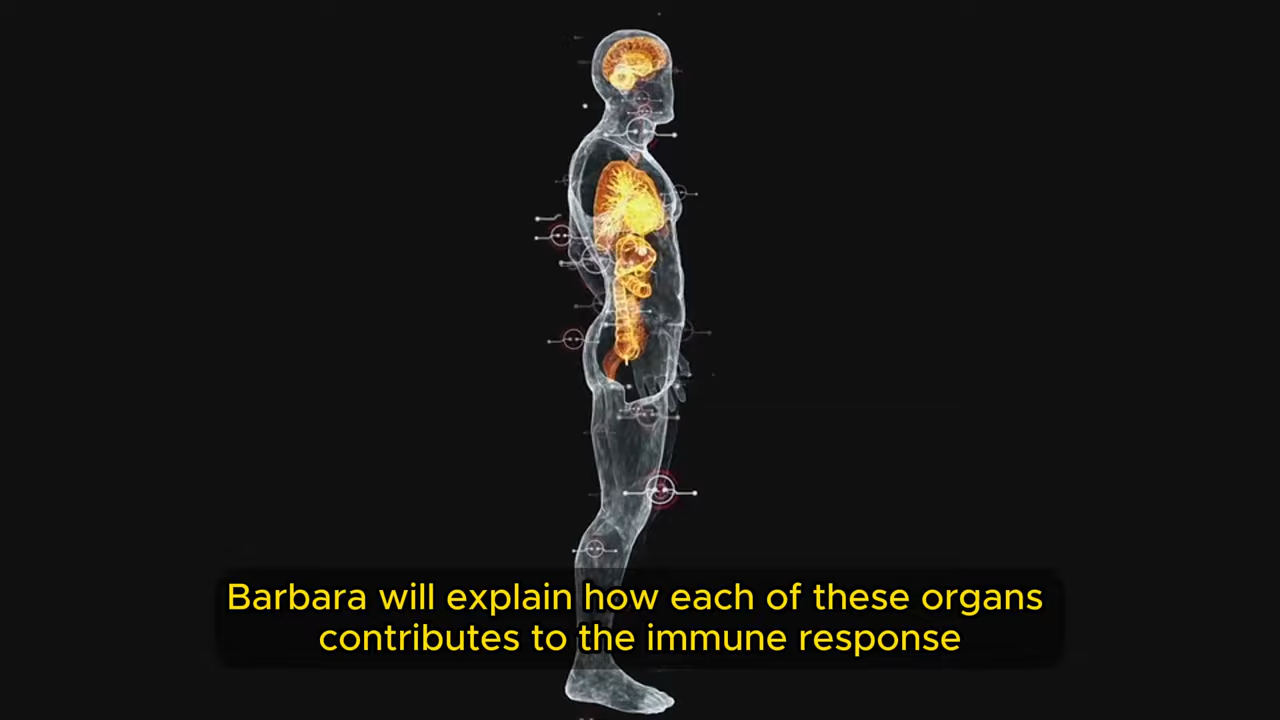 Barbara will explain how each of these organs
contributes to the immune response